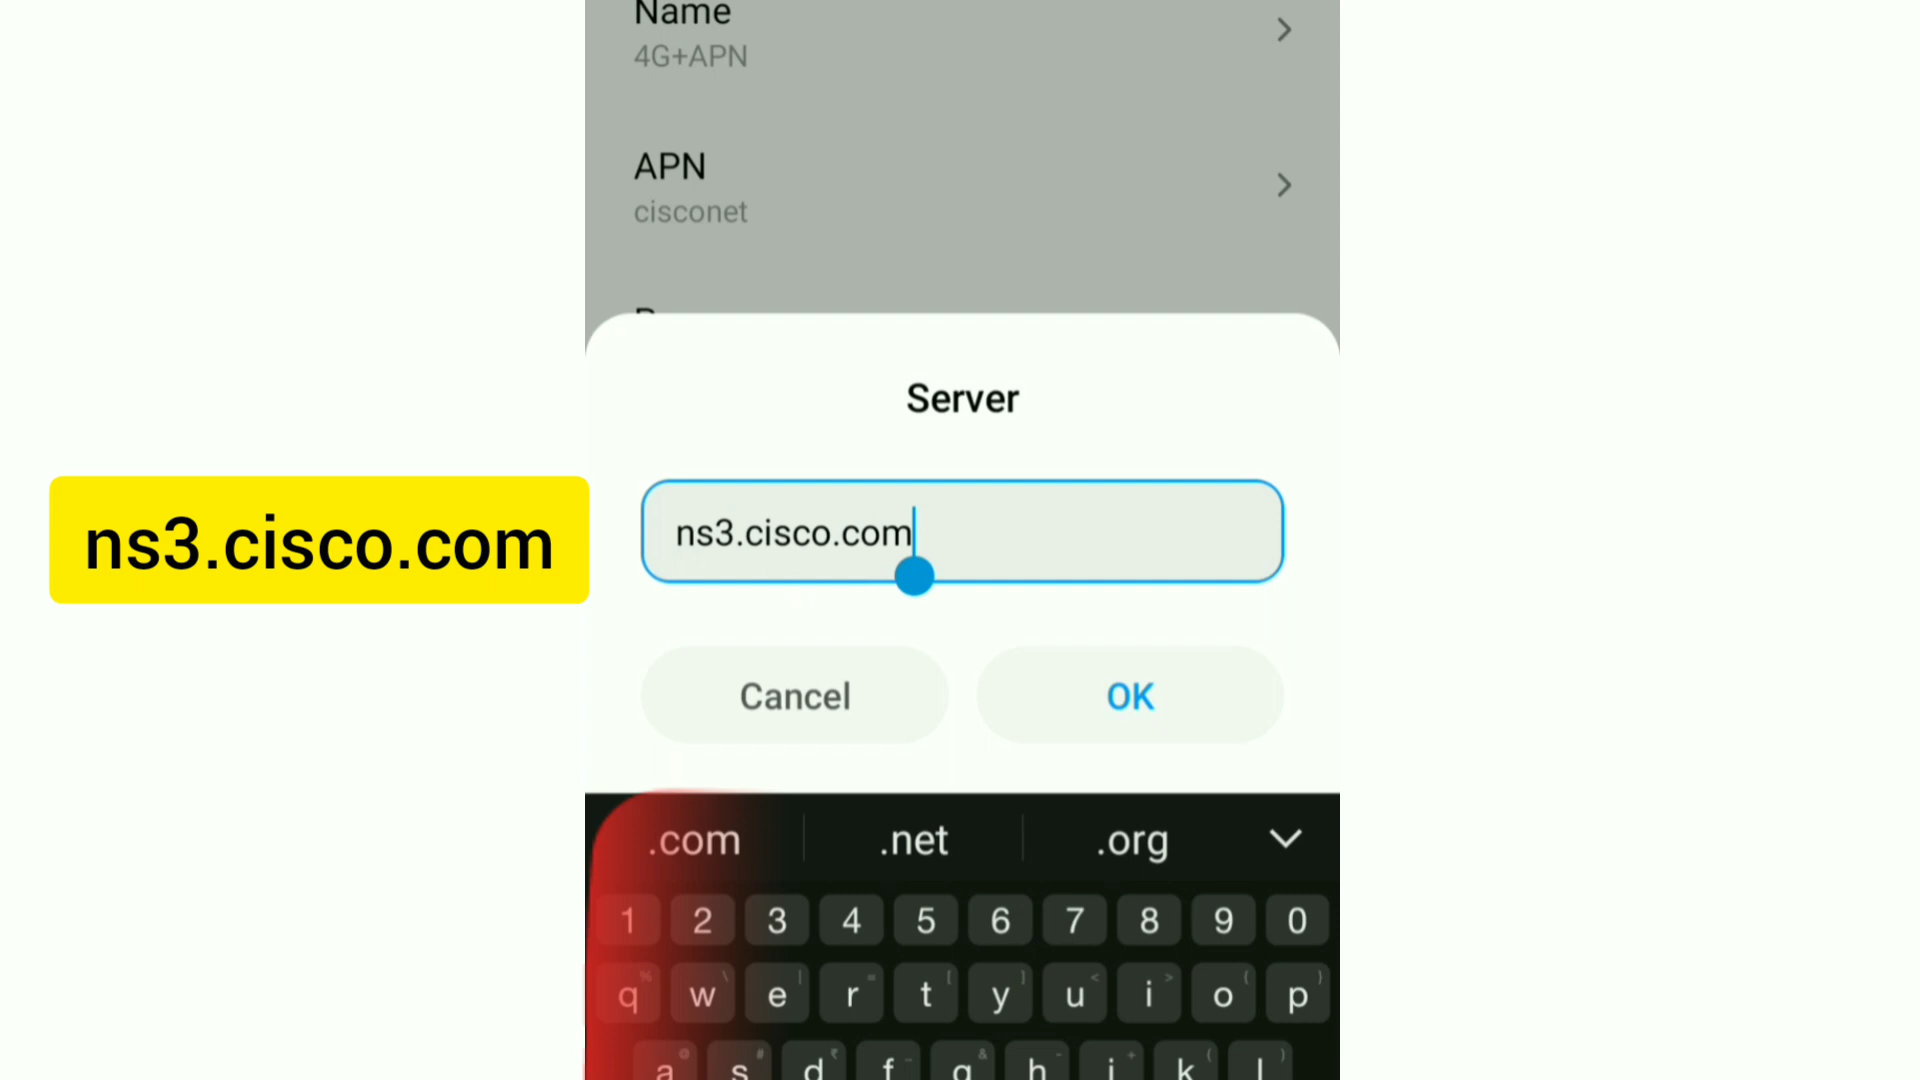 Name
4G+APN
APN
cisconet
Server
ns3.cisco.com
ns3.cisco.com
Cancel
OK
.com .net .org
1 2 3 4 5 6 7 8 9 0
q w e r t y u i o p
a s d f g h j k l